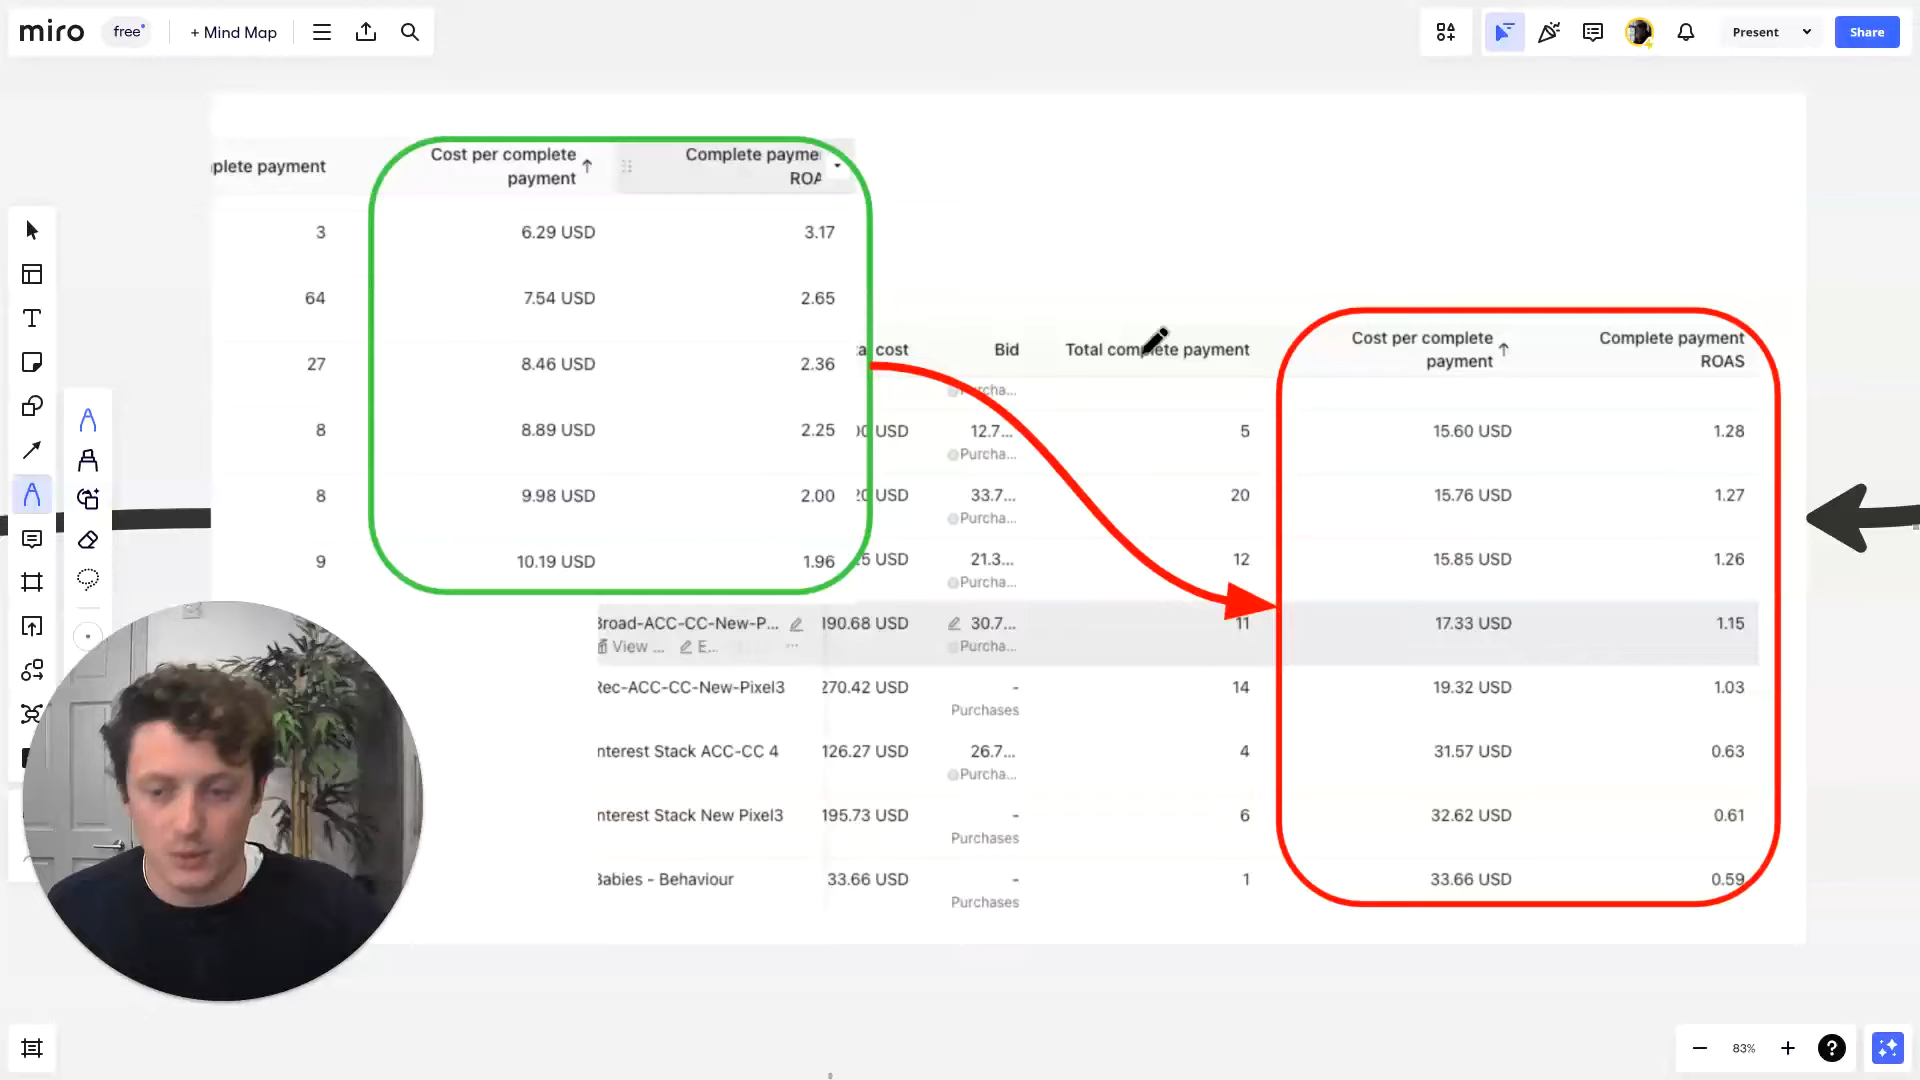 miro
free
+ Mind Map
Present
Share
plete payment
Cost per complete
payment
Complete payme
ROA
3
6.29 USD
3.17
64
7.54 USD
2.65
27
8.46 USD
2.36
8
8.89 USD
2.25
8
9.98 USD
2.00
9
10.19 USD
1.96
cost
Bid
Total complete payment
Cost per complete
payment
Complete payment
ROAS
urcha...
USD
12.7...
Purcha...
5
15.60 USD
1.28
USD
33.7...
Purcha...
20
15.76 USD
1.27
5 USD
21.3...
Purcha...
12
15.85 USD
1.26
Broad-ACC-CC-New-P...
View ...
E...
190.68 USD
30.7...
Purcha...
11
17.33 USD
1.15
Rec-ACC-CC-New-Pixel3
270.42 USD
-
Purchases
14
19.32 USD
1.03
nterest Stack ACC-CC 4
126.27 USD
26.7...
Purcha...
4
31.57 USD
0.63
nterest Stack New Pixel3
195.73 USD
-
Purchases
6
32.62 USD
0.61
Babies - Behaviour
33.66 USD
-
Purchases
1
33.66 USD
0.59
83%